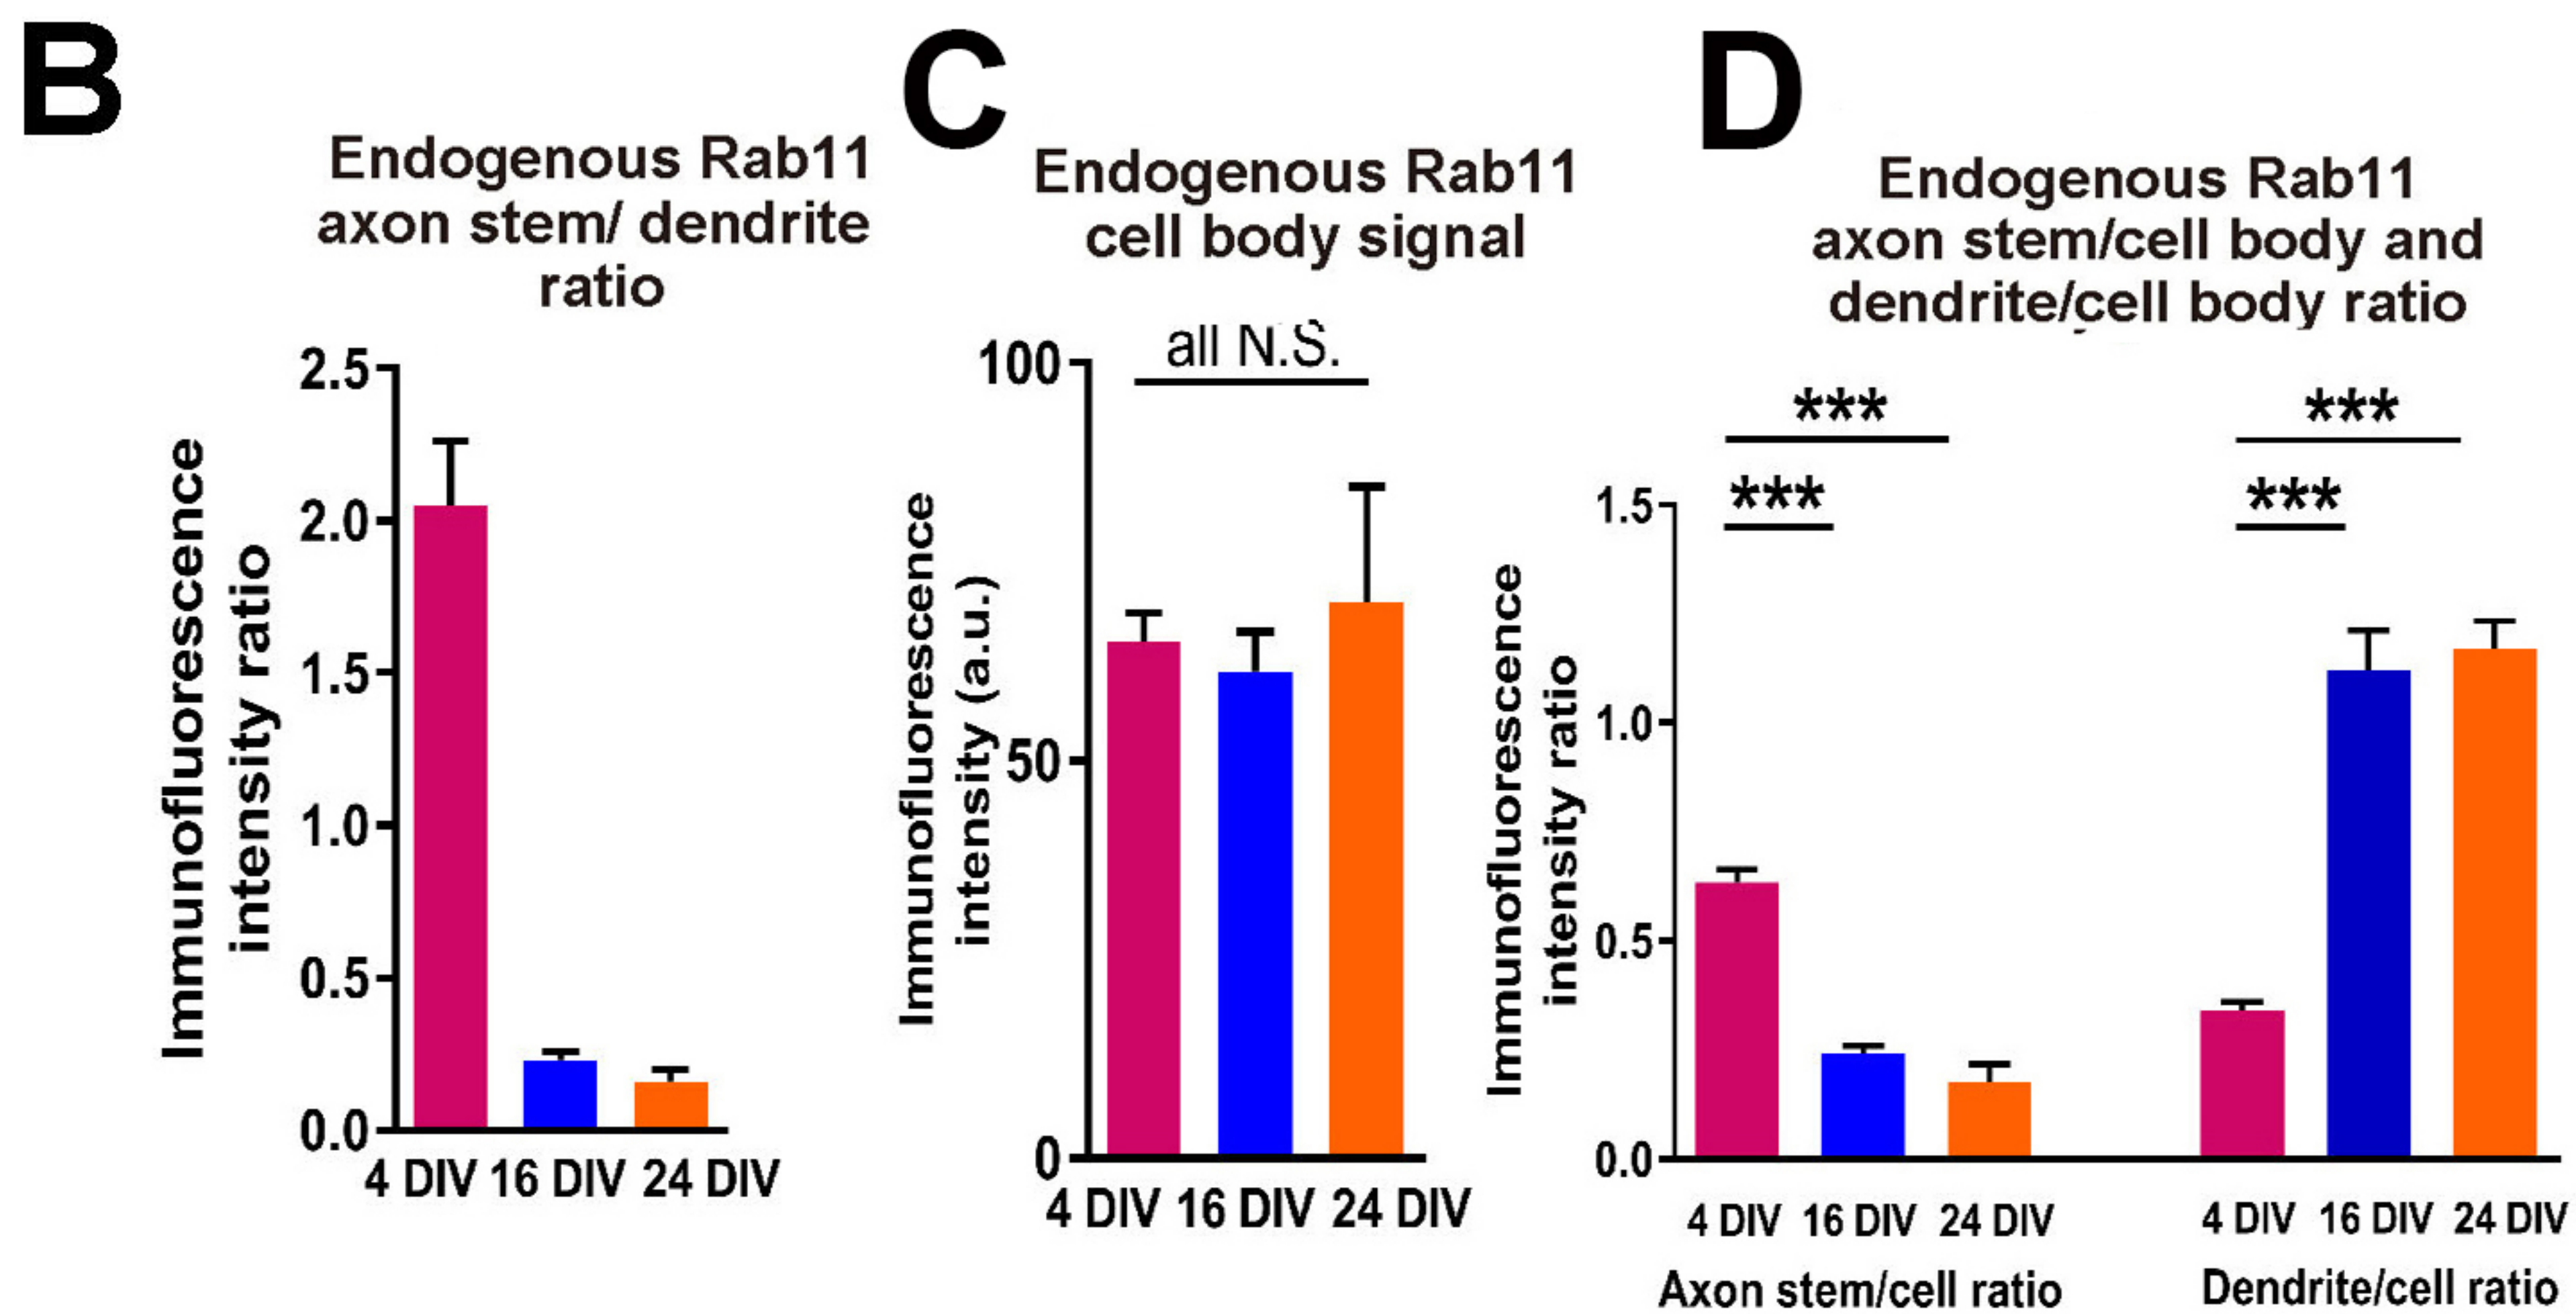 B
Endogenous Rab11
axon stem/ dendrite
ratio
Immunofluorescence
intensity ratio
2.5
2.0
1.5
1.0
0.5
0.0
4 DIV 16 DIV 24 DIV
C
Endogenous Rab11
cell body signal
all N.S.
Immunofluorescence
intensity (a.u.)
100
50
0
4 DIV 16 DIV 24 DIV
D
Endogenous Rab11
axon stem/cell body and
dendrite/cell body ratio
*** ***
*** ***
Immunofluorescence
intensity ratio
1.5
1.0
0.5
0.0
4 DIV 16 DIV 24 DIV 4 DIV 16 DIV 24 DIV
Axon stem/cell ratio Dendrite/cell ratio